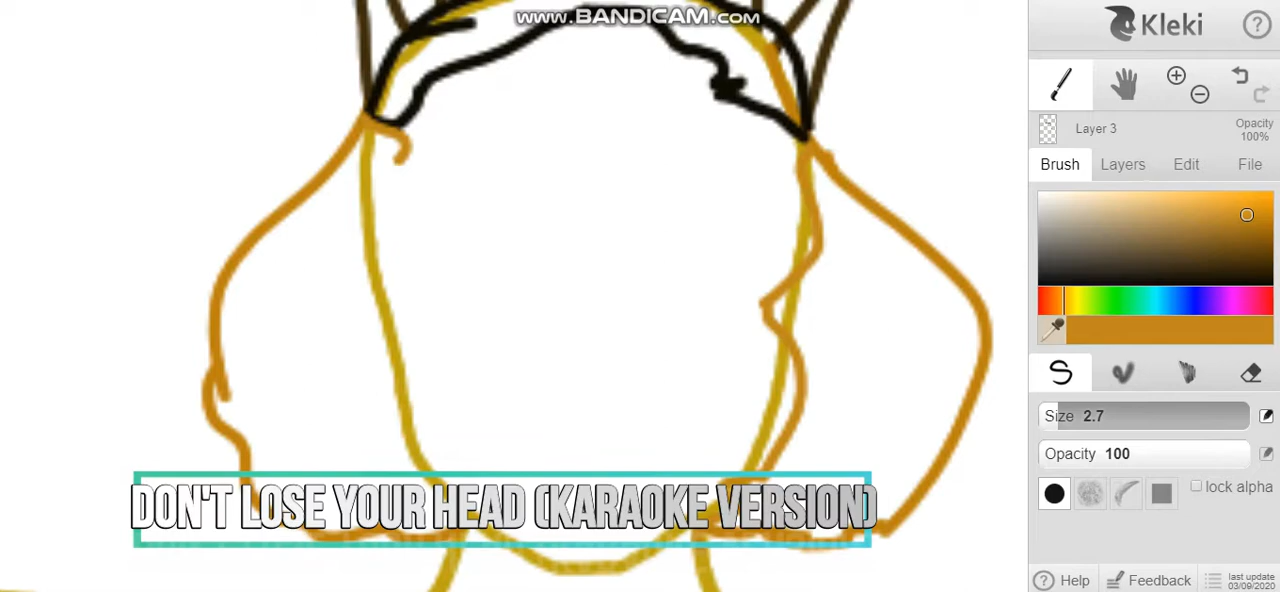 www.BANDICAM.com
Kleki
Layer 3
Opacity
100%
Brush
Layers
Edit
File
Size 2.7
Opacity 100
lock alpha
DON'T LOSE YOUR HEAD (KARAOKE VERSION)
Help
Feedback
last update
03/09/2020